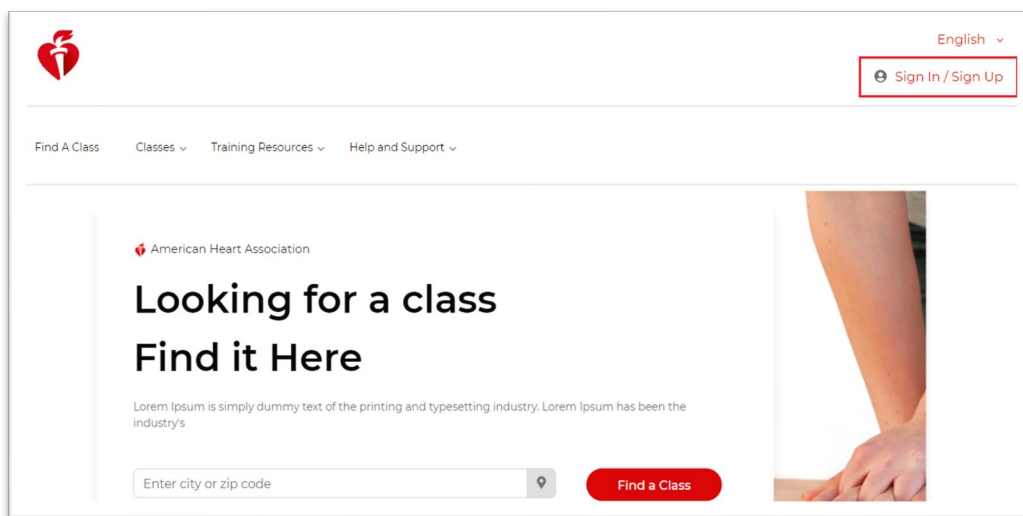 English
Sign In / Sign Up
Find A Class Classes Training Resources Help and Support
American Heart Association
Looking for a class
Find it Here
Lorem Ipsum is simply dummy text of the printing and typesetting industry. Lorem Ipsum has been the
industry's
Enter city or zip code Find a Class